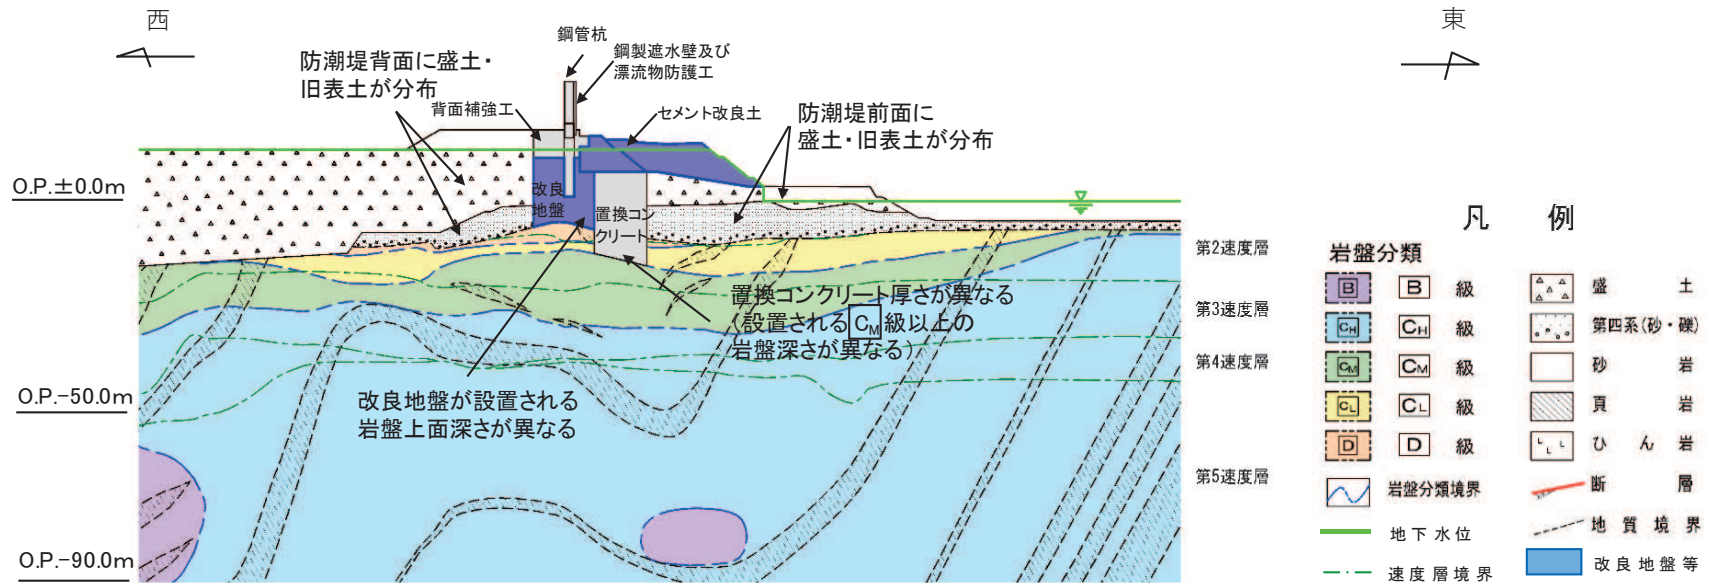 西
東
鋼管杭
鋼製遮水壁及び
漂流物防護工
防潮堤背面に盛土・
旧表土が分布
背面補強工
セメント改良土
防潮堤前面に
盛土・旧表土が分布
O.P.±0.0m
改良
地盤
置換コン
クリート
第2速度層
置換コンクリート厚さが異なる
(設置されるCM級以上の
岩盤深さが異なる)
第3速度層
第4速度層
O.P.-50.0m
改良地盤が設置される
岩盤上面深さが異なる
第5速度層
O.P.-90.0m
凡 例
岩盤分類
B B 級
CH CH 級
CM CM 級
CL CL 級
D D 級
岩盤分類境界
地下水位
速度層境界
盛 土
第四系(砂・礫)
砂 岩
頁 岩
ひ ん 岩
断 層
地 質 境 界
改良地盤等